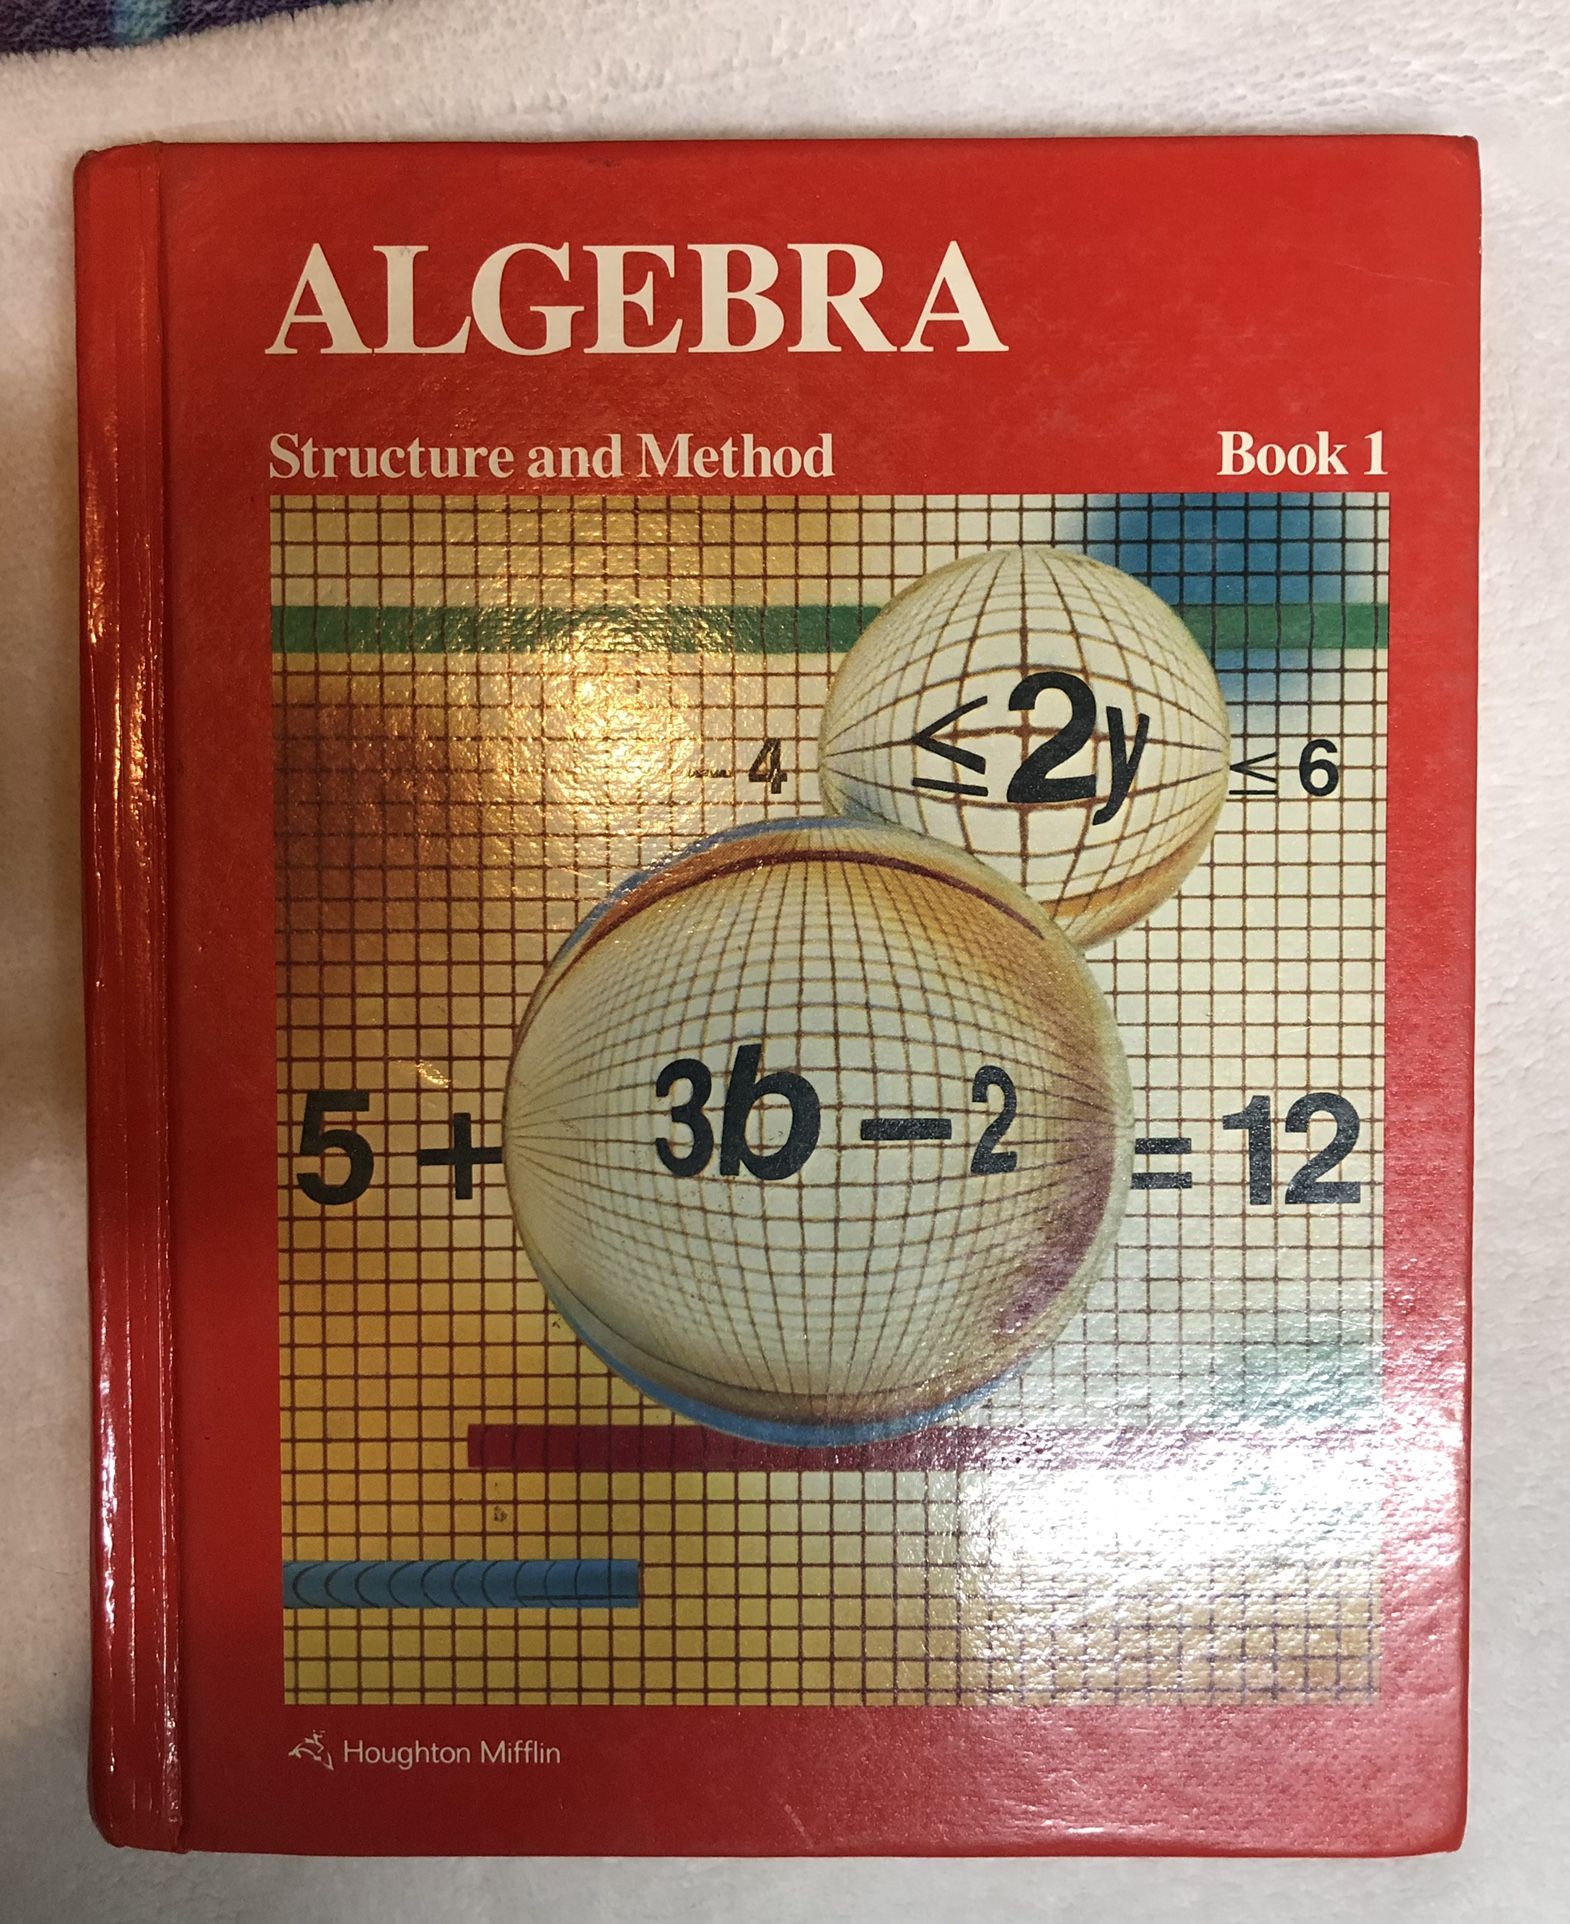 ALGEBRA
Structure and Method Book 1
- 4 ≤ 2y ≤ 6
5 + 3b - 2 = 12
Houghton Mifflin